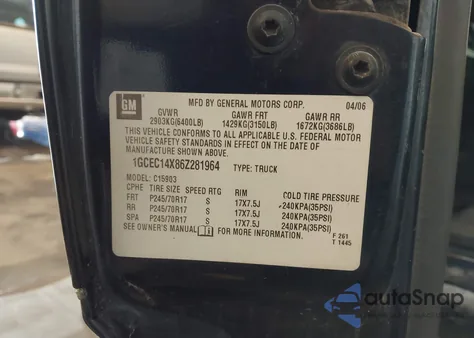 GM
MFD BY GENERAL MOTORS CORP. 04/06
GVWR GAWR FRT GAWR RR
2903KG(6400LB) 1429KG(3150LB) 1672KG(3686LB)
THIS VEHICLE CONFORMS TO ALL APPLICABLE U.S. FEDERAL MOTOR
VEHICLE SAFETY STANDARDS IN EFFECT ON THE DATE OF
MANUFACTURE SHOWN ABOVE.
1GCEC14X86Z281964 TYPE: TRUCK
MODEL: C15903
CPHE TIRE SIZE SPEED RTG RIM COLD TIRE PRESSURE
FRT P245/70R17 S 17X7.5J 240KPA(35PSI)
RR P245/70R17 S 17X7.5J 240KPA(35PSI)
SPA P245/70R17 S 17X7.5J 240KPA(35PSI)
SEE OWNER'S MANUAL FOR MORE INFORMATION. F 261
T 1445
autoSnap